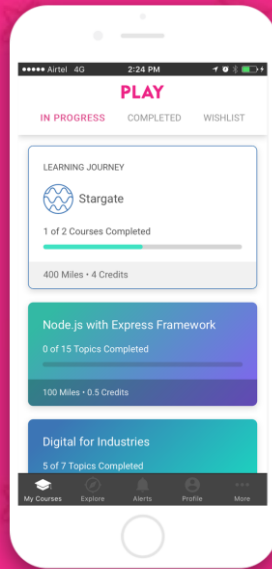 Airtel 4G 2:24 PM
PLAY
IN PROGRESS COMPLETED WISHLIST
LEARNING JOURNEY
Stargate
1 of 2 Courses Completed
400 Miles • 4 Credits
Node.js with Express Framework
0 of 15 Topics Completed
100 Miles • 0.5 Credits
Digital for Industries
5 of 7 Topics Completed
My Courses Explore Alerts Profile More